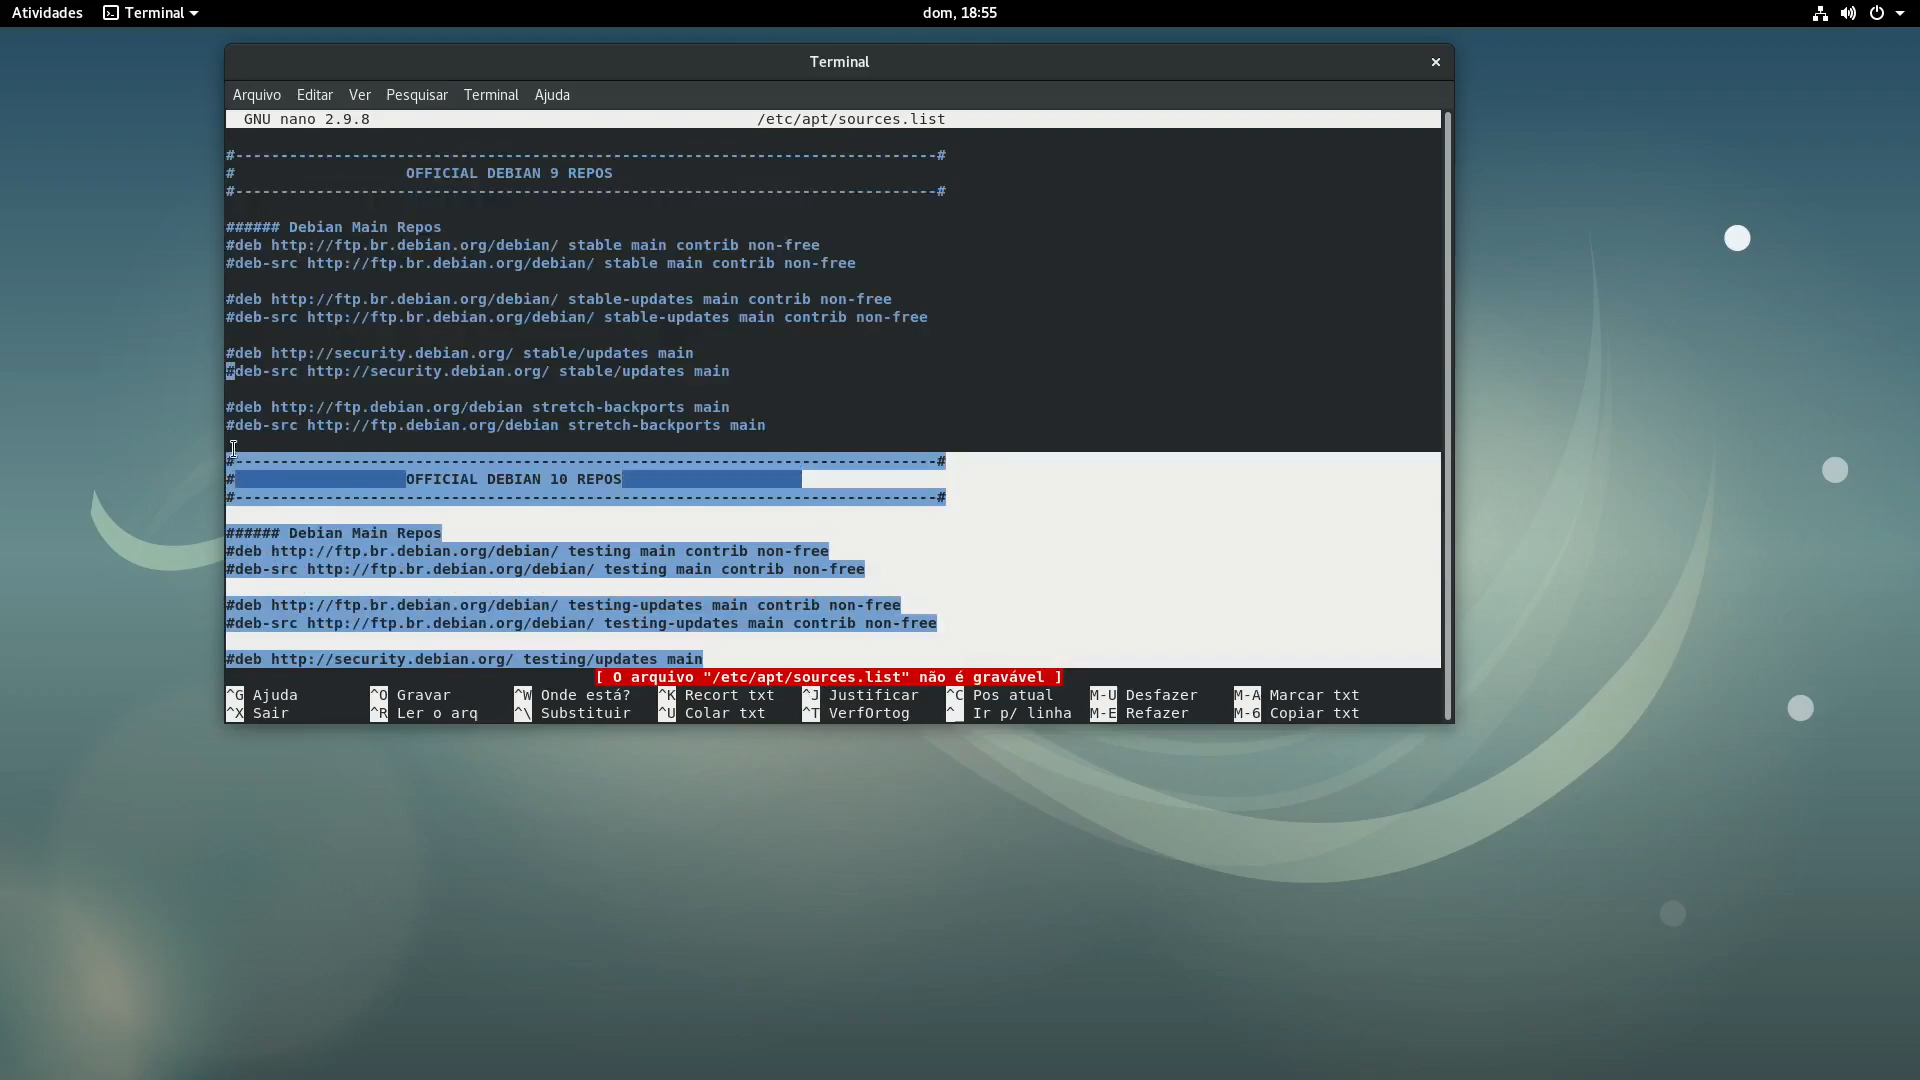 Atividades Terminal dom, 18:55
Terminal ×
Arquivo Editar Ver Pesquisar Terminal Ajuda
GNU nano 2.9.8 /etc/apt/sources.list
#------------------------------------------------------------------------------#
# OFFICIAL DEBIAN 9 REPOS
#------------------------------------------------------------------------------#
###### Debian Main Repos
#deb http://ftp.br.debian.org/debian/ stable main contrib non-free
#deb-src http://ftp.br.debian.org/debian/ stable main contrib non-free
#deb http://ftp.br.debian.org/debian/ stable-updates main contrib non-free
#deb-src http://ftp.br.debian.org/debian/ stable-updates main contrib non-free
#deb http://security.debian.org/ stable/updates main
#deb-src http://security.debian.org/ stable/updates main
#deb http://ftp.debian.org/debian stretch-backports main
#deb-src http://ftp.debian.org/debian stretch-backports main
#------------------------------------------------------------------------------#
# OFFICIAL DEBIAN 10 REPOS
#------------------------------------------------------------------------------#
###### Debian Main Repos
#deb http://ftp.br.debian.org/debian/ testing main contrib non-free
#deb-src http://ftp.br.debian.org/debian/ testing main contrib non-free
#deb http://ftp.br.debian.org/debian/ testing-updates main contrib non-free
#deb-src http://ftp.br.debian.org/debian/ testing-updates main contrib non-free
#deb http://security.debian.org/ testing/updates main
[ O arquivo "/etc/apt/sources.list" não é gravável ]
^G Ajuda ^O Gravar ^W Onde está? ^K Recort txt ^J Justificar ^C Pos atual M-U Desfazer M-A Marcar txt
^X Sair ^R Ler o arq ^\ Substituir ^U Colar txt ^T VerfOrtog ^_ Ir p/ linha M-E Refazer M-6 Copiar txt